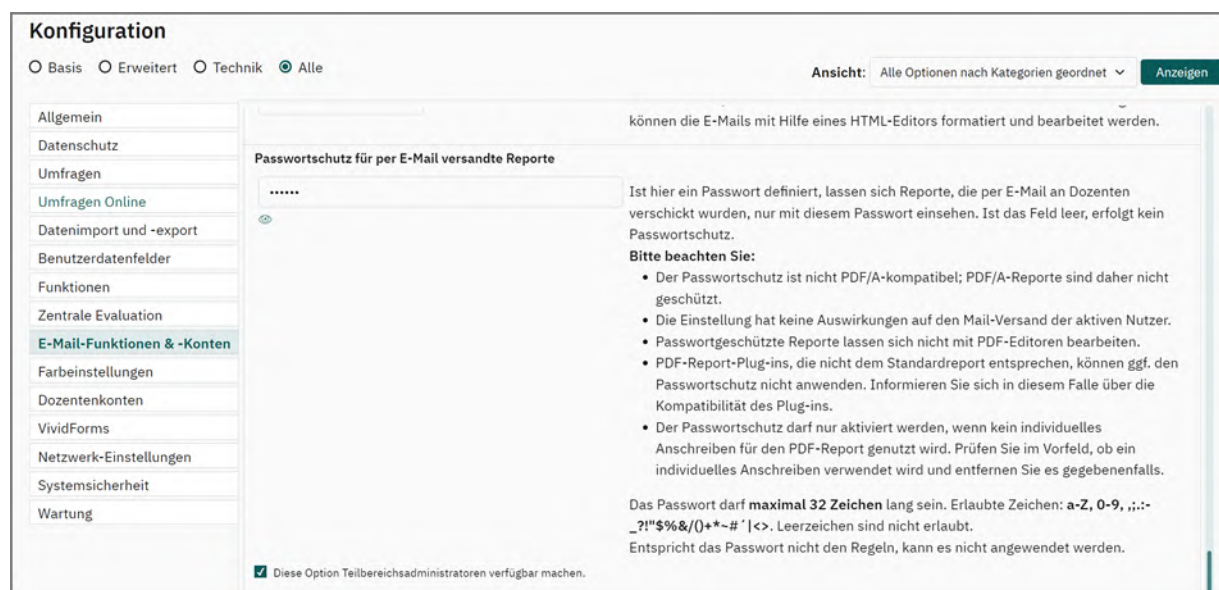 Konfiguration
Basis Erweitert Technik Alle
Ansicht: Alle Optionen nach Kategorien geordnet Anzeigen
Allgemein
Datenschutz
Umfragen
Umfragen Online
Datenimport und -export
Benutzerdatenfelder
Funktionen
Zentrale Evaluation
E-Mail-Funktionen & -Konten
Farbeinstellungen
Dozentenkonten
VividForms
Netzwerk-Einstellungen
Systemsicherheit
Wartung
können die E-Mails mit Hilfe eines HTML-Editors formatiert und bearbeitet werden.
Passwortschutz für per E-Mail versandte Reporte
••••••
Ist hier ein Passwort definiert, lassen sich Reporte, die per E-Mail an Dozenten
verschickt wurden, nur mit diesem Passwort einsehen. Ist das Feld leer, erfolgt kein
Passwortschutz.
Bitte beachten Sie:
• Der Passwortschutz ist nicht PDF/A-kompatibel; PDF/A-Reporte sind daher nicht
geschützt.
• Die Einstellung hat keine Auswirkungen auf den Mail-Versand der aktiven Nutzer.
• Passwortgeschützte Reporte lassen sich nicht mit PDF-Editoren bearbeiten.
• PDF-Report-Plug-ins, die nicht dem Standardreport entsprechen, können ggf. den
Passwortschutz nicht anwenden. Informieren Sie sich in diesem Falle über die
Kompatibilität des Plug-ins.
• Der Passwortschutz darf nur aktiviert werden, wenn kein individuelles
Anschreiben für den PDF-Report genutzt wird. Prüfen Sie im Vorfeld, ob ein
individuelles Anschreiben verwendet wird und entfernen Sie es gegebenenfalls.
Das Passwort darf maximal 32 Zeichen lang sein. Erlaubte Zeichen: a-Z, 0-9, ,;.:-
_?!"$%&/()+*~#´|<>. Leerzeichen sind nicht erlaubt.
Entspricht das Passwort nicht den Regeln, kann es nicht angewendet werden.
Diese Option Teilbereichsadministratoren verfügbar machen.